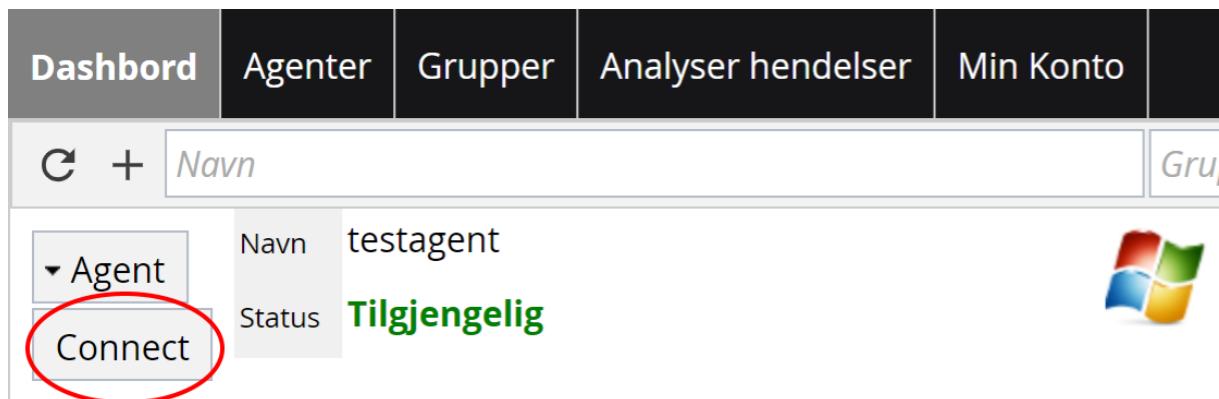 Dashbord Agenter Grupper Analyser hendelser Min Konto
Navn
Agent
Navn testagent
Status Tilgjengelig
Connect